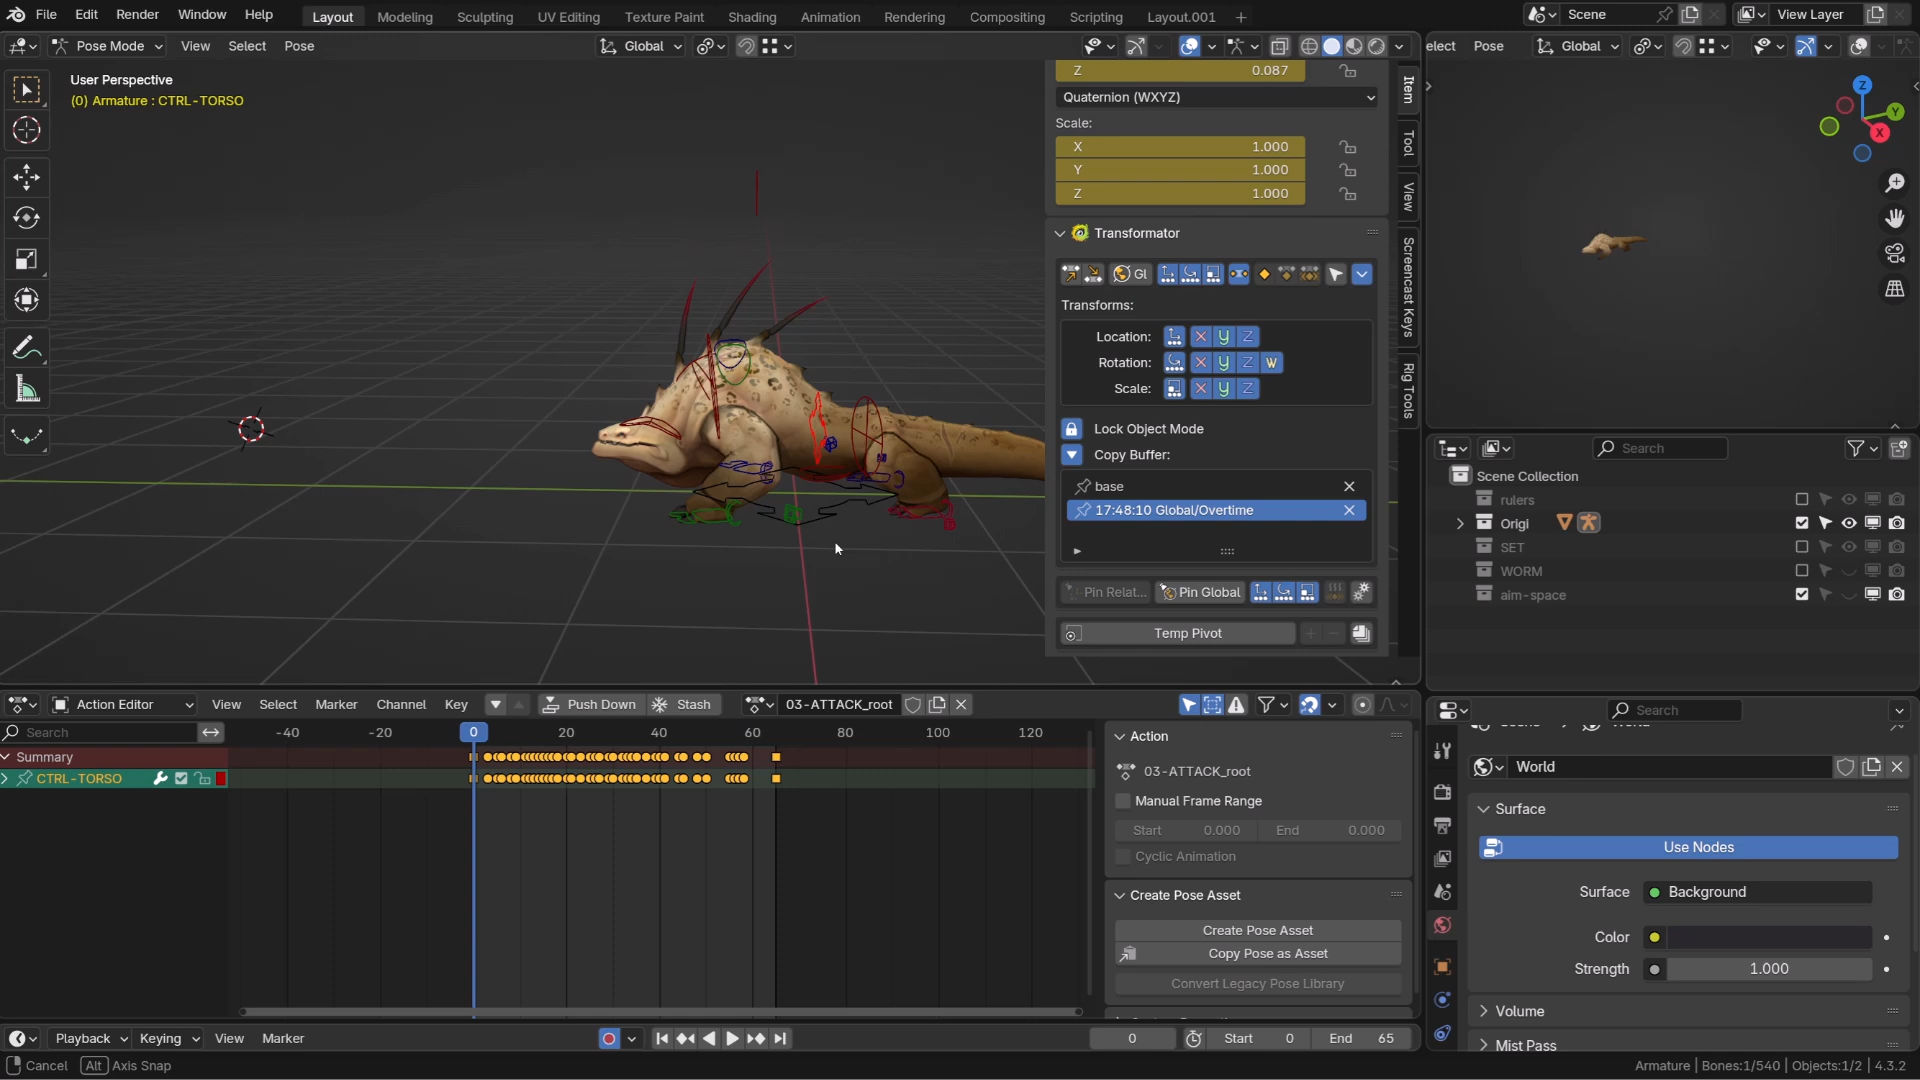 File Edit Render Window Help Layout Modeling Sculpting UV Editing Texture Paint Shading Animation Rendering Compositing Scripting Layout.001 + Scene View Layer
Pose Mode View Select Pose Global elect Pose Global
User Perspective
(0) Armature : CTRL-TORSO
Z 0.087
Quaternion (WXYZ)
Scale:
X 1.000
Y 1.000
Z 1.000
Transformator
Gl
Transforms:
Location: X Y Z
Rotation: X Y Z W
Scale: X Y Z
Lock Object Mode
Copy Buffer:
base
17:48:10 Global/Overtime
Pin Relat... Pin Global
Temp Pivot
Item
Tool
View
Screencast Keys
Rig Tools
Z
Y
X
Search
Scene Collection
rulers
Origi
SET
WORM
aim-space
Action Editor View Select Marker Channel Key Push Down Stash 03-ATTACK_root
Search -40 -20 0 20 40 60 80 100 120
Summary
CTRL-TORSO
Action
03-ATTACK_root
Manual Frame Range
Start 0.000 End 0.000
Cyclic Animation
Create Pose Asset
Create Pose Asset
Copy Pose as Asset
Convert Legacy Pose Library
Search
World
Surface
Use Nodes
Surface Background
Color
Strength 1.000
Volume
Mist Pass
Playback Keying View Marker 0 Start 0 End 65
Cancel Alt Axis Snap Armature | Bones:1/540 | Objects:1/2 | 4.3.2